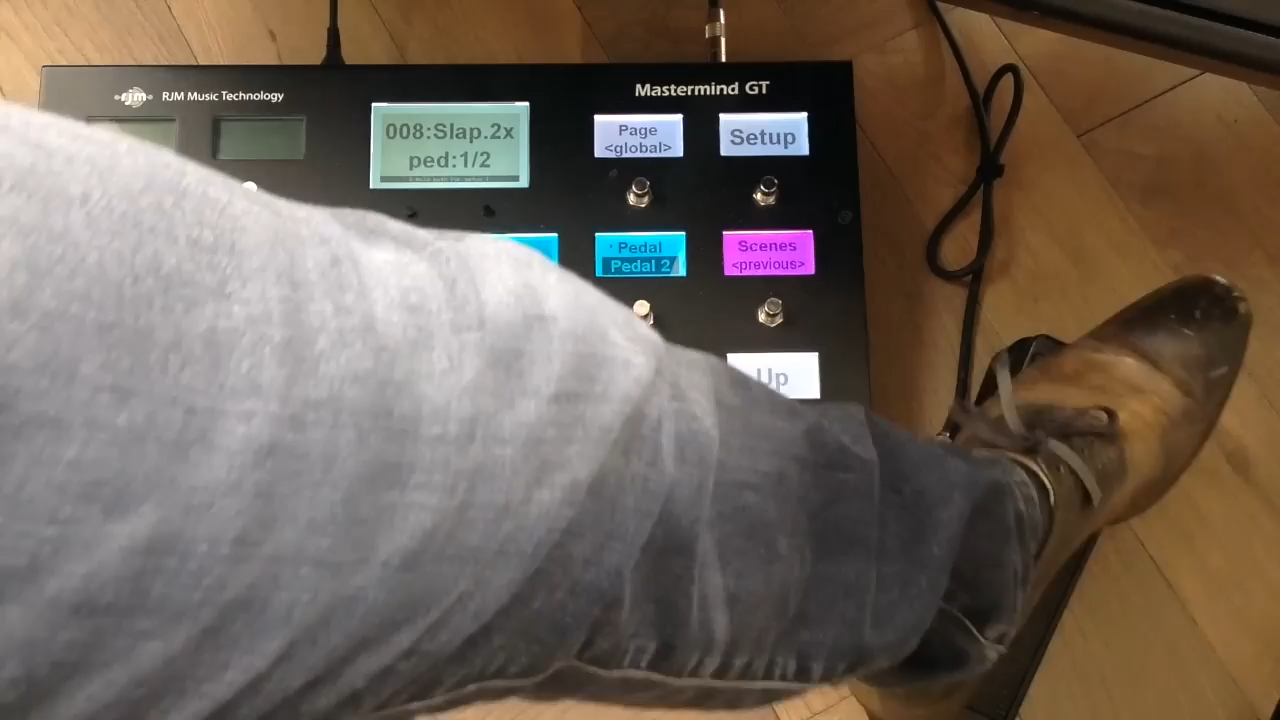 rjm RJM Music Technology
Mastermind GT
008:Slap.2x
ped:1/2
Page
<global>
Setup
Pedal
Pedal 2
Scenes
<previous>
Up